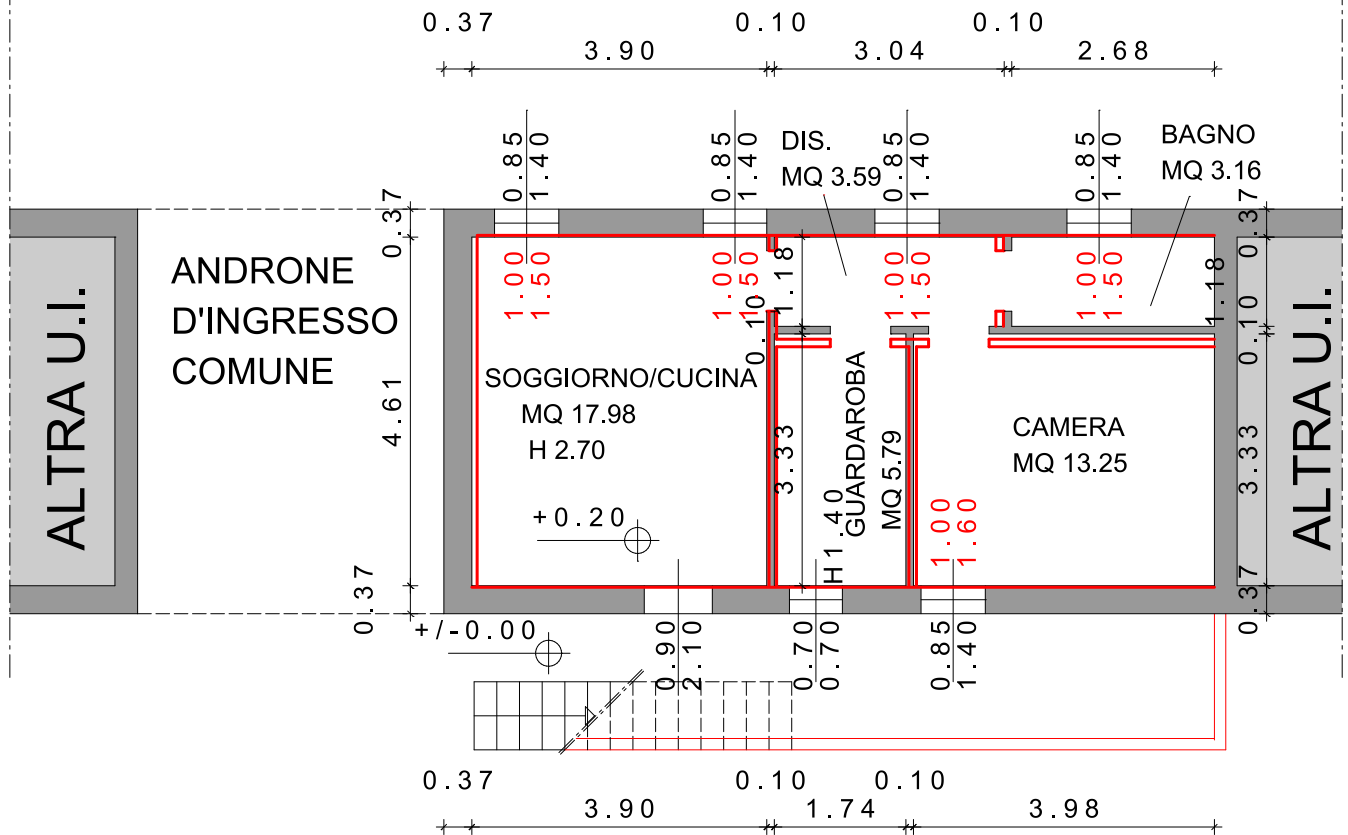 0.37 0.10 0.10
3.90 3.04 2.68
0.85
1.40
0.85
1.40
DIS.
MQ 3.59
0.85
1.40
0.85
1.40
BAGNO
MQ 3.16
0.37
0.37
ANDRONE
D'INGRESSO
COMUNE
1.00
1.50
1.00
1.50
1.18
1.00
1.50
1.00
1.50
1.18
ALTRA U.I.
ALTRA U.I.
0.10
0.10
4.61
SOGGIORNO/CUCINA
MQ 17.98
H 2.70
3.33
GUARDAROBA
MQ 5.79
H 1.40
CAMERA
MQ 13.25
3.33
+0.20
1.00
1.60
0.37
0.37
+/-0.00
0.90
2.10
0.70
0.70
0.85
1.40
0.37 0.10 0.10
3.90 1.74 3.98